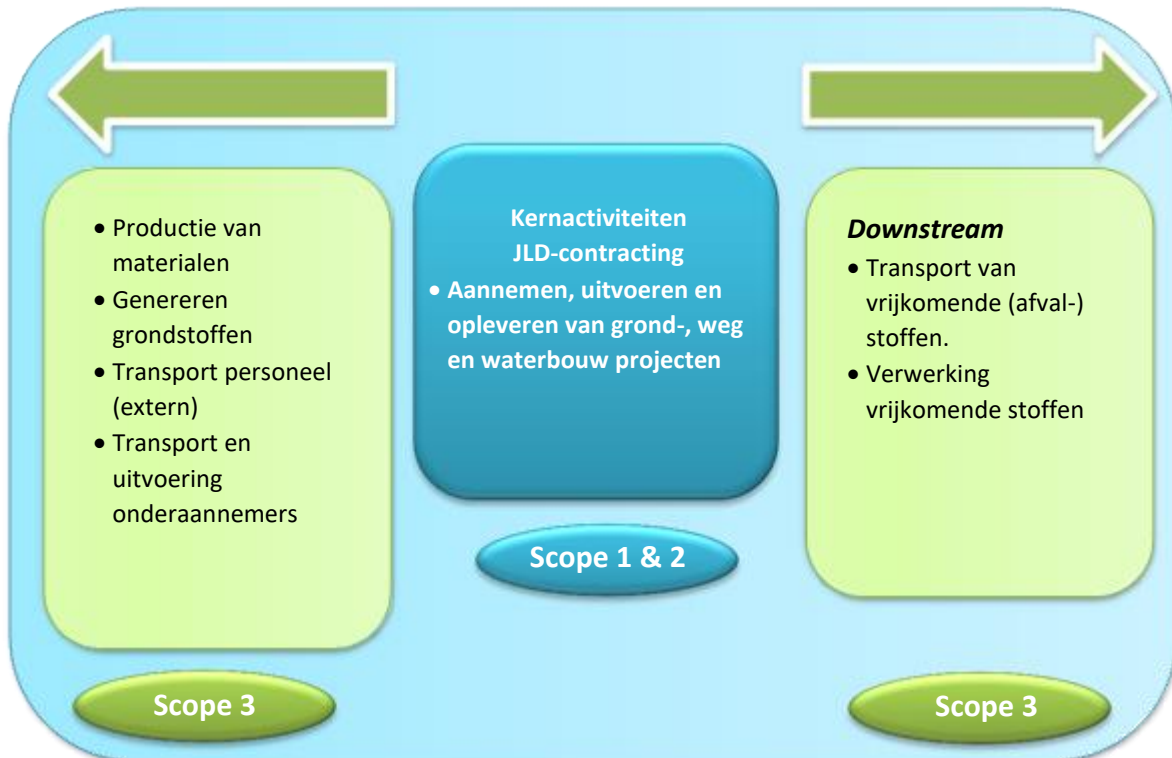 • Productie van
materialen
• Genereren
grondstoffen
• Transport personeel
(extern)
• Transport en
uitvoering
onderaannemers
Scope 3
Kernactiviteiten
JLD-contracting
• Aannemen, uitvoeren en
opleveren van grond-, weg
en waterbouw projecten
Scope 1 & 2
Downstream
• Transport van
vrijkomende (afval-)
stoffen.
• Verwerking
vrijkomende stoffen
Scope 3